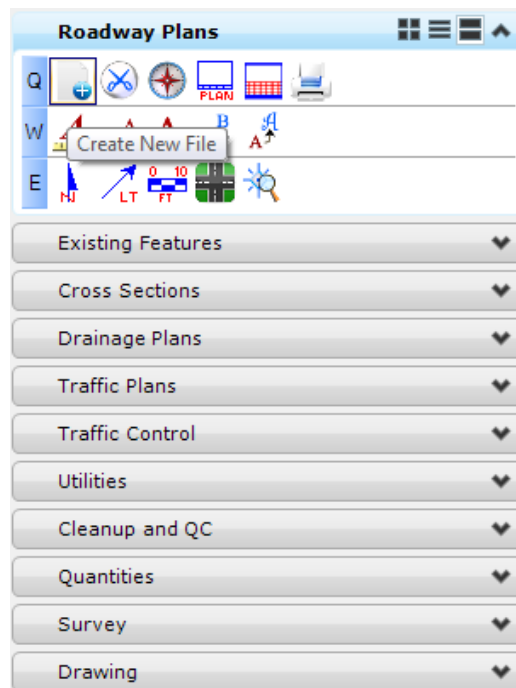 Roadway Plans
Q
PLAN
W
B
A
Create New File
E
N
LT
0 10
FT
Existing Features
Cross Sections
Drainage Plans
Traffic Plans
Traffic Control
Utilities
Cleanup and QC
Quantities
Survey
Drawing